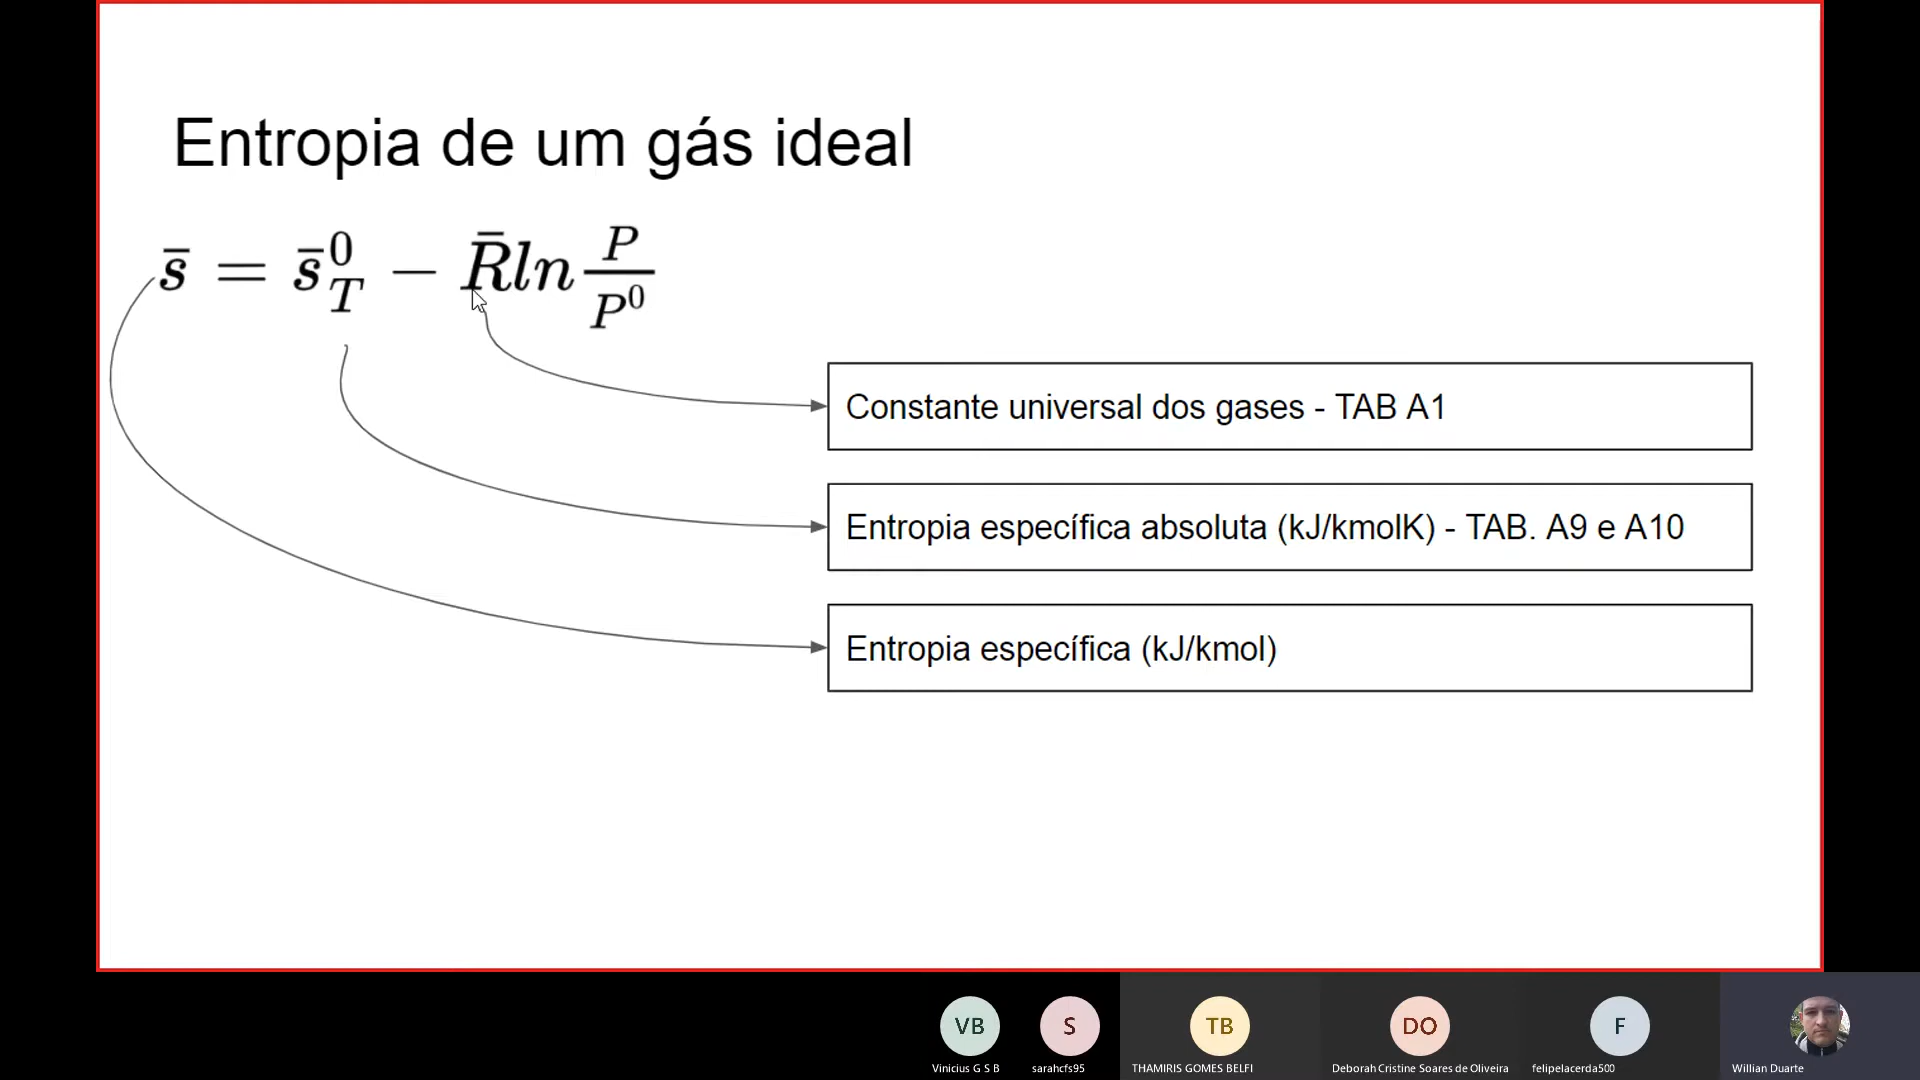 Entropia de um gás ideal
s̄ = s̄⁰_T − R̄ ln P/P⁰
Constante universal dos gases - TAB A1
Entropia específica absoluta (kJ/kmolK) - TAB. A9 e A10
Entropia específica (kJ/kmol)
VB
S
TB
DO
F
Vinicius G S B
sarahcfs95
THAMIRIS GOMES BELFI
Deborah Cristine Soares de Oliveira
felipelacerda500
Willian Duarte